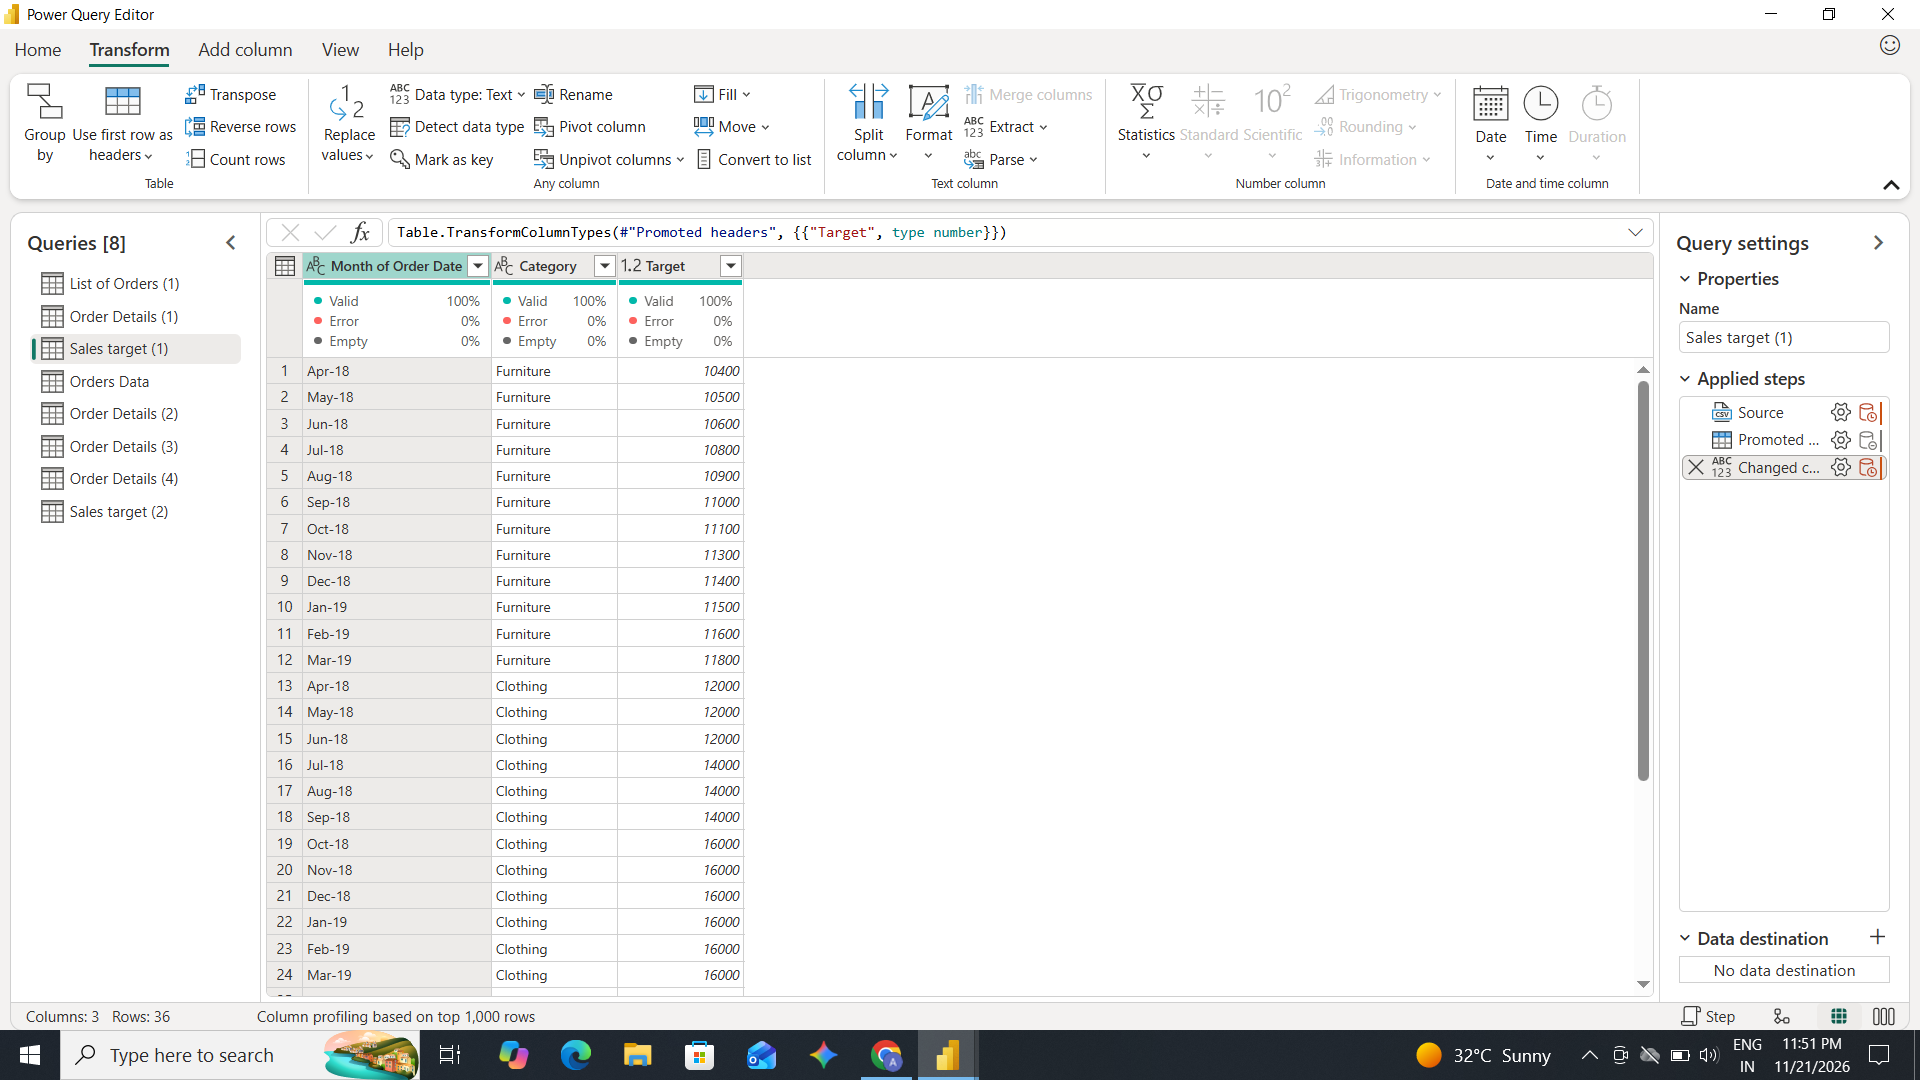 Power Query Editor
Home Transform Add column View Help
Group by
Use first row as headers
Transpose
Reverse rows
Count rows
Table
1 2
Replace values
ABC 123 Data type: Text
Detect data type
Mark as key
Rename
Pivot column
Unpivot columns
Fill
Move
Convert to list
Any column
Split column
Format
Merge columns
ABC 123 Extract
abc Parse
Text column
Statistics
Standard
10² Scientific
Trigonometry
.00 Rounding
Information
Number column
Date
Time
Duration
Date and time column
Queries [8]
List of Orders (1)
Order Details (1)
Sales target (1)
Orders Data
Order Details (2)
Order Details (3)
Order Details (4)
Sales target (2)
fx Table.TransformColumnTypes(#"Promoted headers", {{"Target", type number}})
ABC Month of Order Date ABC Category 1.2 Target
Valid 100% Valid 100% Valid 100%
Error 0% Error 0% Error 0%
Empty 0% Empty 0% Empty 0%
1 Apr-18 Furniture 10400
2 May-18 Furniture 10500
3 Jun-18 Furniture 10600
4 Jul-18 Furniture 10800
5 Aug-18 Furniture 10900
6 Sep-18 Furniture 11000
7 Oct-18 Furniture 11100
8 Nov-18 Furniture 11300
9 Dec-18 Furniture 11400
10 Jan-19 Furniture 11500
11 Feb-19 Furniture 11600
12 Mar-19 Furniture 11800
13 Apr-18 Clothing 12000
14 May-18 Clothing 12000
15 Jun-18 Clothing 12000
16 Jul-18 Clothing 14000
17 Aug-18 Clothing 14000
18 Sep-18 Clothing 14000
19 Oct-18 Clothing 16000
20 Nov-18 Clothing 16000
21 Dec-18 Clothing 16000
22 Jan-19 Clothing 16000
23 Feb-19 Clothing 16000
24 Mar-19 Clothing 16000
Query settings
Properties
Name
Sales target (1)
Applied steps
CSV Source
Promoted ...
ABC 123 Changed c...
Data destination
No data destination
Columns: 3 Rows: 36 Column profiling based on top 1,000 rows
Step
Type here to search
32°C Sunny
ENG IN
11:51 PM
11/21/2026